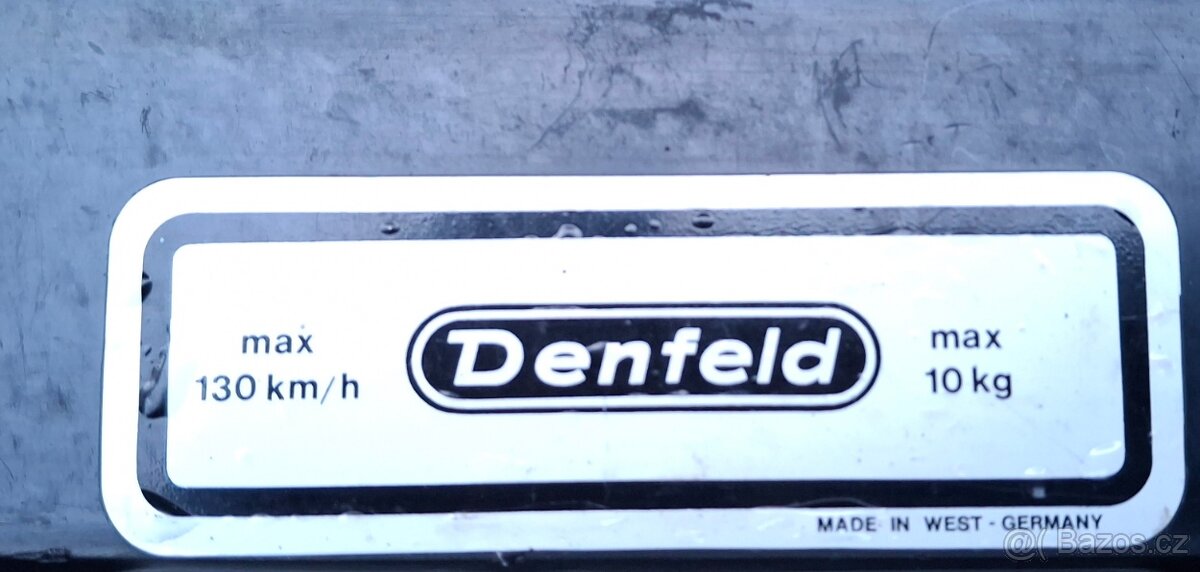 max
130 km/h
Denfeld
max
10 kg
MADE IN WEST-GERMANY
@( Bazos.cz